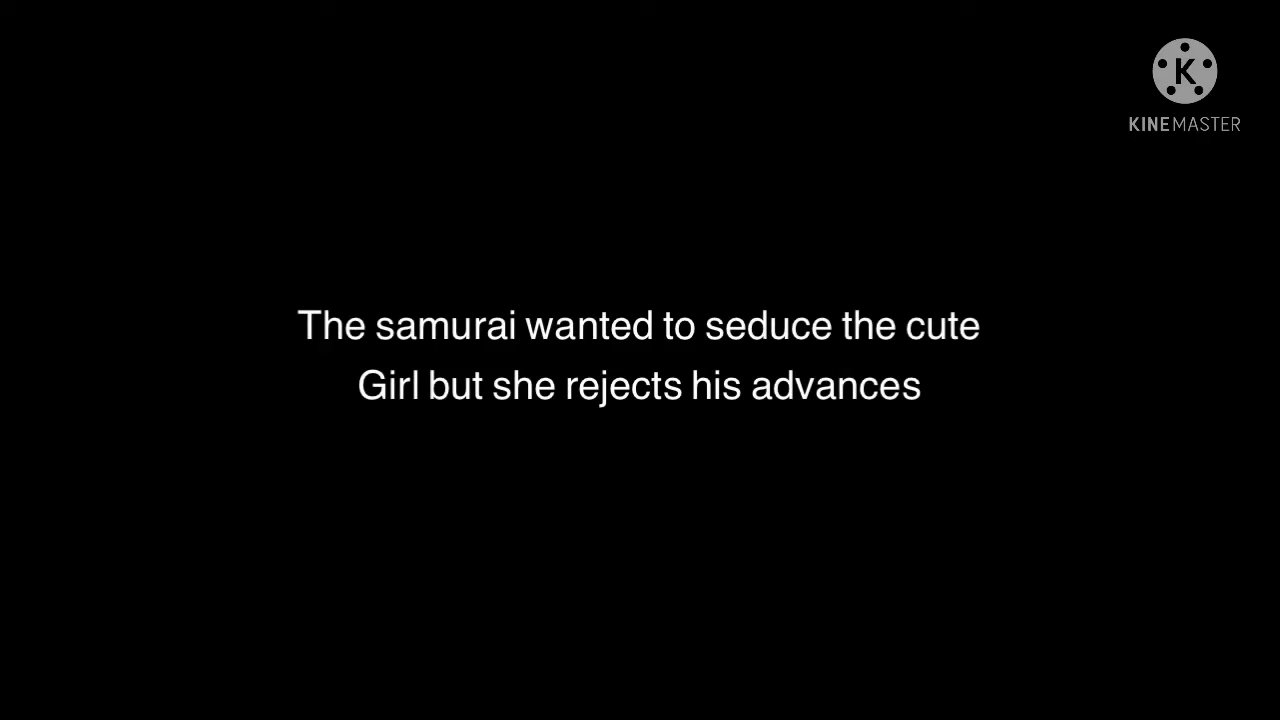 K
KINEMASTER
The samurai wanted to seduce the cute
Girl but she rejects his advances